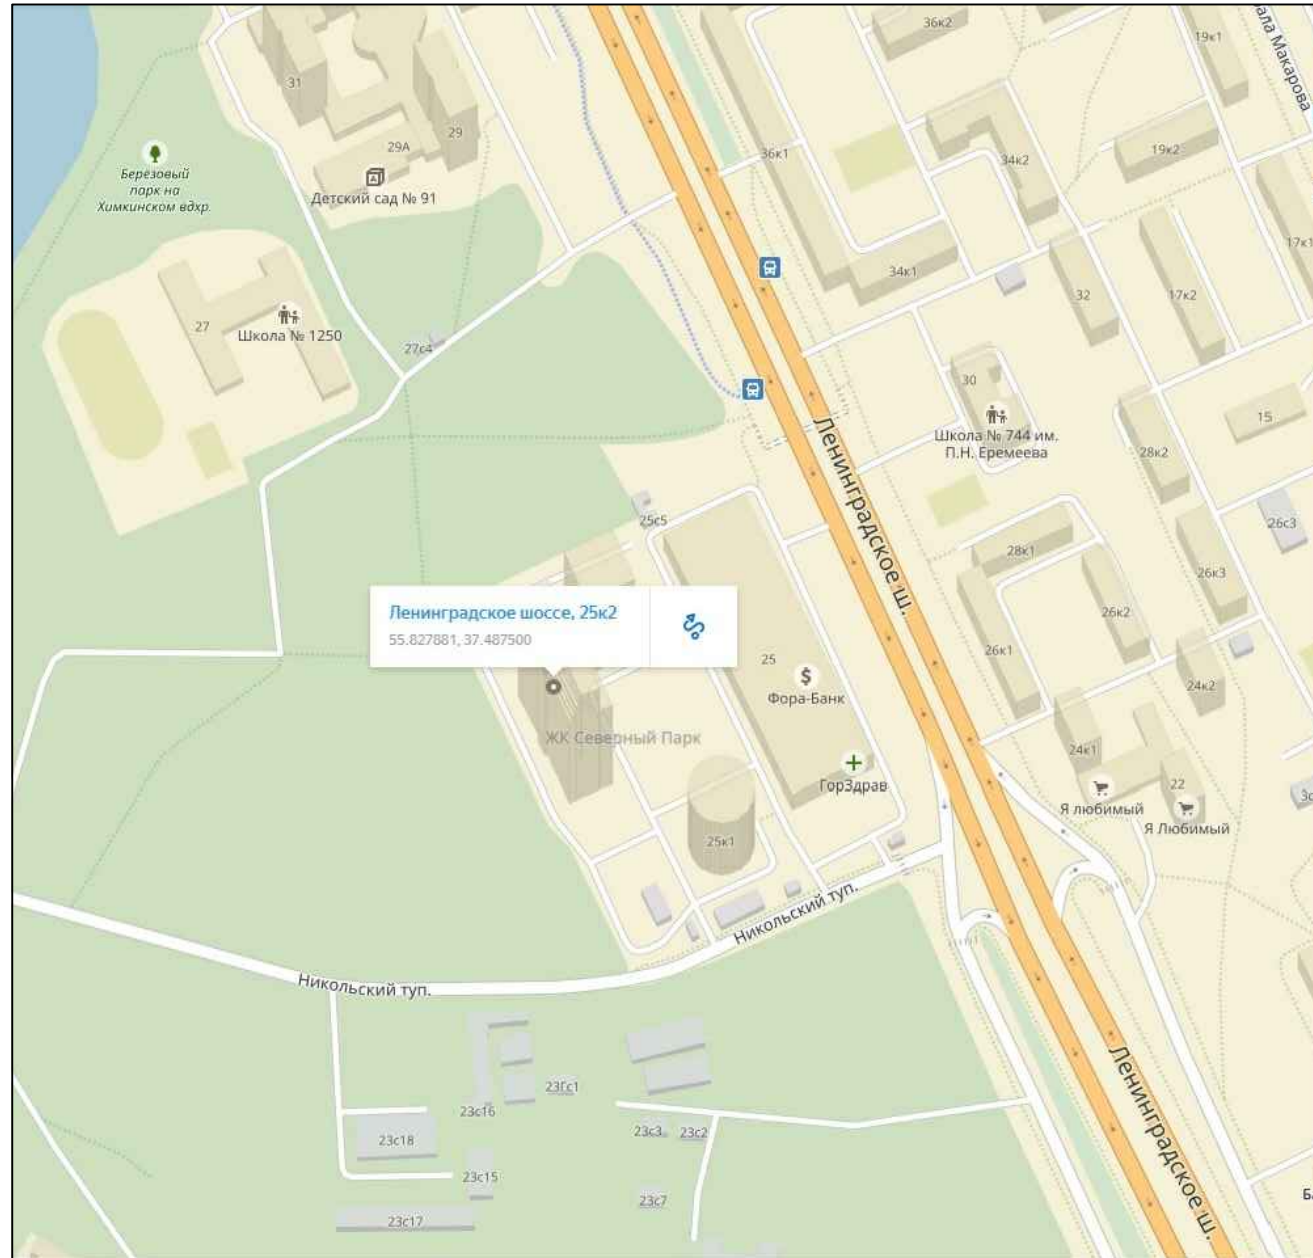 36к2
19к1
ала Макарова
31
29А
29
36к1
34к2
19к2
Берёзовый
парк на
Химкинском вдхр.
Детский сад № 91
17к1
34к1
32
17к2
27
Школа № 1250
27с4
30
Школа № 744 им.
П.Н. Еремеева
15
28к2
Ленинградское ш.
25с5
26с3
28к1
26к3
Ленинградское шоссе, 25к2
55.827881, 37.487500
26к2
25
26к1
$
Фора-Банк
24к2
ЖК Северный Парк
24к1
ГорЗдрав
22
Я любимый
Я Любимый
3с
25к1
Никольский туп.
Никольский туп.
23Гс1
23с16
23с3
23с2
23с18
Ленинградское ш.
23с15
23с7
23с17
Б